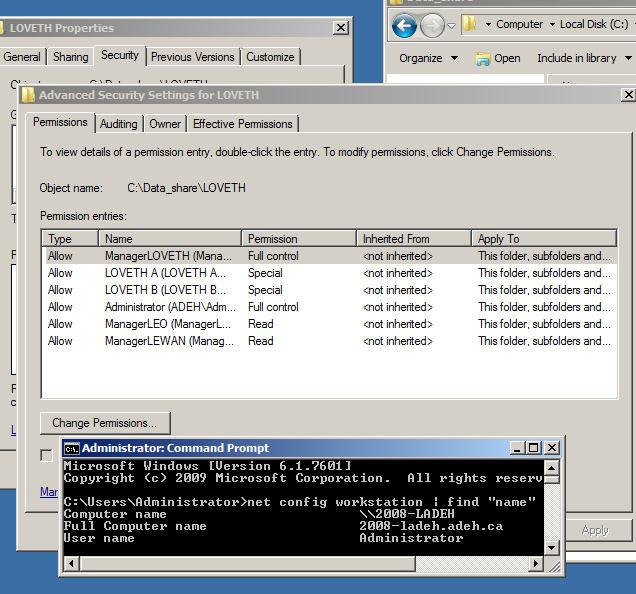 LOVETH Properties
General Sharing Security Previous Versions Customize
Computer Local Disk (C:)
Organize Open Include in library
Advanced Security Settings for LOVETH
Permissions Auditing Owner Effective Permissions
To view details of a permission entry, double-click the entry. To modify permissions, click Change Permissions.
Object name: C:\Data_share\LOVETH
Permission entries:
Type Name Permission Inherited From Apply To
Allow ManagerLOVETH (Mana... Full control <not inherited> This folder, subfolders and...
Allow LOVETH A (LOVETH A... Special <not inherited> This folder, subfolders and...
Allow LOVETH B (LOVETH B... Special <not inherited> This folder, subfolders and...
Allow Administrator (ADEH\Adm... Full control <not inherited> This folder, subfolders and...
Allow ManagerLEO (ManagerL... Read <not inherited> This folder, subfolders and...
Allow ManagerLEWAN (Manag... Read <not inherited> This folder, subfolders and...
Change Permissions...
Administrator: Command Prompt
Microsoft Windows [Version 6.1.7601]
Copyright (c) 2009 Microsoft Corporation. All rights reserv
C:\Users\Administrator>net config workstation | find "name"
Computer name \\2008-LADEH
Full Computer name 2008-ladeh.adeh.ca
User name Administrator
Apply